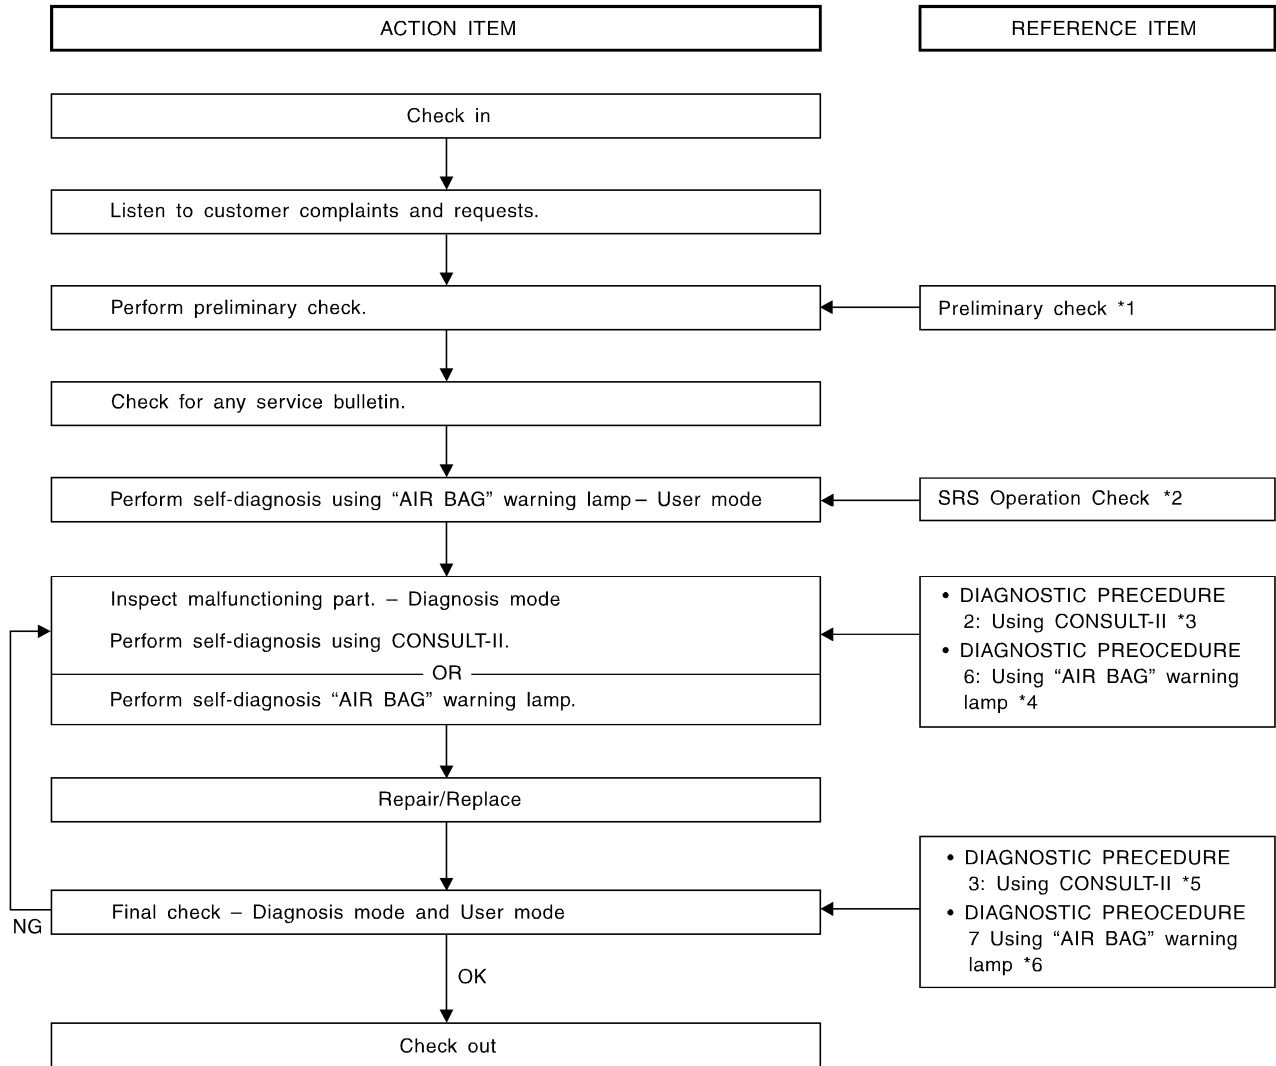 ACTION ITEM
REFERENCE ITEM
Check in
Listen to customer complaints and requests.
Perform preliminary check.
Preliminary check *1
Check for any service bulletin.
Perform self-diagnosis using “AIR BAG” warning lamp – User mode
SRS Operation Check *2
Inspect malfunctioning part. – Diagnosis mode
Perform self-diagnosis using CONSULT-II.
OR
Perform self-diagnosis “AIR BAG” warning lamp.
• DIAGNOSTIC PRECEDURE
2: Using CONSULT-II *3
• DIAGNOSTIC PREOCEDURE
6: Using “AIR BAG” warning
lamp *4
Repair/Replace
Final check – Diagnosis mode and User mode
• DIAGNOSTIC PRECEDURE
3: Using CONSULT-II *5
• DIAGNOSTIC PREOCEDURE
7 Using “AIR BAG” warning
lamp *6
NG
OK
Check out